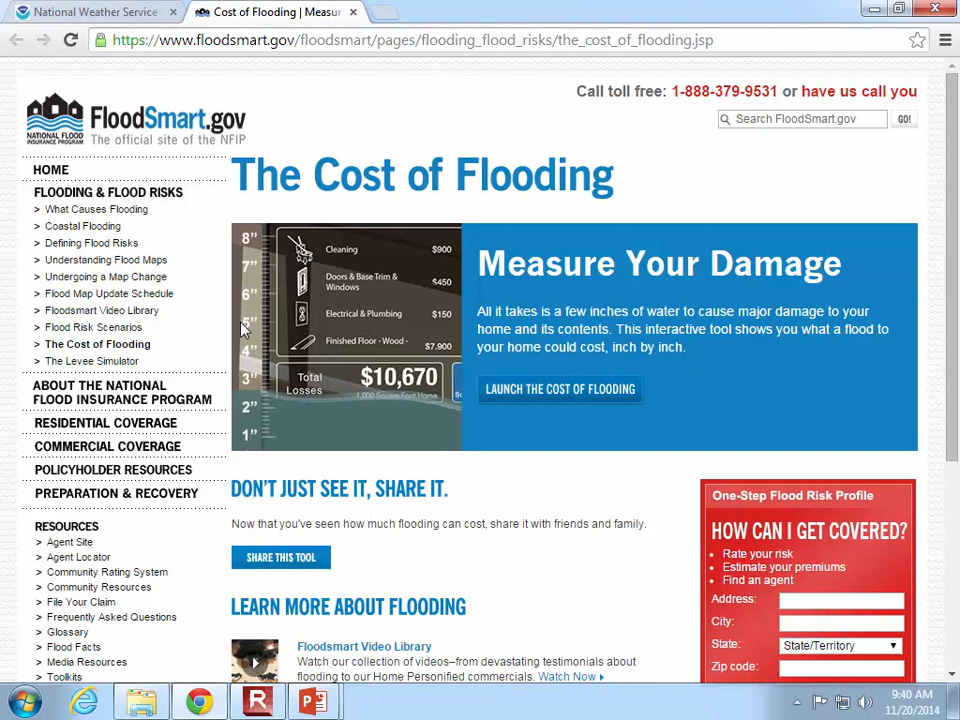 National Weather Service
Cost of Flooding | Measur
https://www.floodsmart.gov/floodsmart/pages/flooding_flood_risks/the_cost_of_flooding.jsp
Call toll free: 1-888-379-9531 or have us call you
FloodSmart.gov
The official site of the NFIP
NATIONAL FLOOD
INSURANCE PROGRAM
Search FloodSmart.gov
GO!
HOME
FLOODING & FLOOD RISKS
> What Causes Flooding
> Coastal Flooding
> Defining Flood Risks
> Understanding Flood Maps
> Undergoing a Map Change
> Flood Map Update Schedule
> Floodsmart Video Library
> Flood Risk Scenarios
> The Cost of Flooding
> The Levee Simulator
ABOUT THE NATIONAL
FLOOD INSURANCE PROGRAM
RESIDENTIAL COVERAGE
COMMERCIAL COVERAGE
POLICYHOLDER RESOURCES
PREPARATION & RECOVERY
RESOURCES
> Agent Site
> Agent Locator
> Community Rating System
> Community Resources
> File Your Claim
> Frequently Asked Questions
> Glossary
> Flood Facts
> Media Resources
> Toolkits
The Cost of Flooding
8"
7"
6"
5"
4"
3"
2"
1"
Cleaning $900
Doors & Base Trim &
Windows $450
Electrical & Plumbing $150
Finished Floor - Wood - $7,900
Total
Losses
$10,670
1,000 Square Foot Home
Measure Your Damage
All it takes is a few inches of water to cause major damage to your
home and its contents. This interactive tool shows you what a flood to
your home could cost, inch by inch.
LAUNCH THE COST OF FLOODING
DON'T JUST SEE IT, SHARE IT.
Now that you've seen how much flooding can cost, share it with friends and family.
SHARE THIS TOOL
LEARN MORE ABOUT FLOODING
Floodsmart Video Library
Watch our collection of videos–from devastating testimonials about
flooding to our Home Personified commercials. Watch Now
One-Step Flood Risk Profile
HOW CAN I GET COVERED?
• Rate your risk
• Estimate your premiums
• Find an agent
Address:
City:
State: State/Territory
Zip code:
9:40 AM
11/20/2014